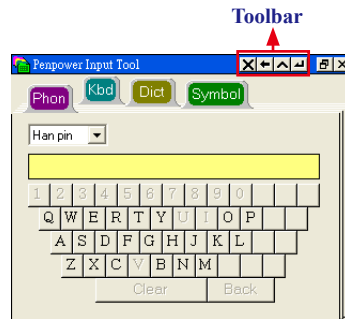 Toolbar
Penpower Input Tool
Phon Kbd Dict Symbol
Han pin
1 2 3 4 5 6 7 8 9 0
Q W E R T Y U I O P
A S D F G H J K L
Z X C V B N M
Clear Back